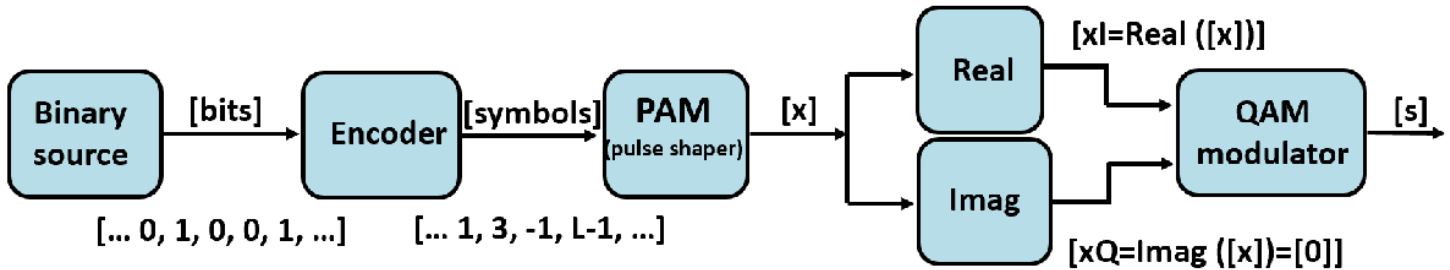 Binary
source
[bits]
[... 0, 1, 0, 0, 1, ...]
Encoder
[symbols]
[... 1, 3, -1, L-1, ...]
PAM
(pulse shaper)
[x]
Real
[xI=Real ([x])]
Imag
[xQ=Imag ([x])=[0]]
QAM
modulator
[s]